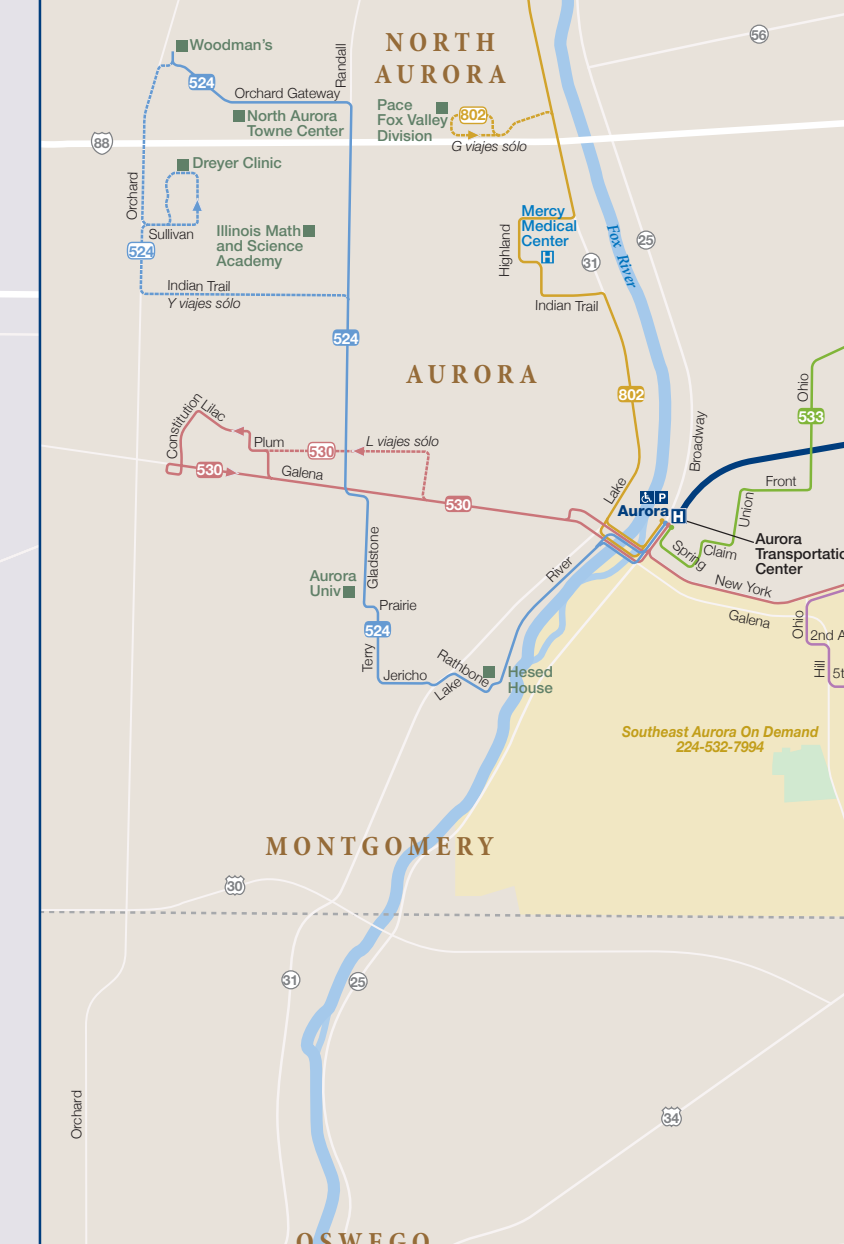 NORTH
AURORA
56
Woodman's
524
Randall
Orchard Gateway
North Aurora
Towne Center
Pace
Fox Valley
Division
802
G viajes sólo
88
Dreyer Clinic
Orchard
Sullivan
524
Illinois Math
and Science
Academy
Indian Trail
Y viajes sólo
Mercy
Medical
Center
H
Highland
31
25
Fox River
Indian Trail
524
AURORA
802
Ohio
533
Constitution
Lilac
Plum
530
L viajes sólo
530
Galena
530
Broadway
Lake
P
Aurora
H
Front
Union
Aurora
Transportatio
Center
Spring
Claim
New York
Galena
Ohio
2nd A
Hill
5t
River
Gladstone
Aurora
Univ
Prairie
524
Terry
Jericho
Rathbone
Lake
Hesed
House
Southeast Aurora On Demand
224-532-7994
MONTGOMERY
30
31
25
Orchard
34
OSWEGO